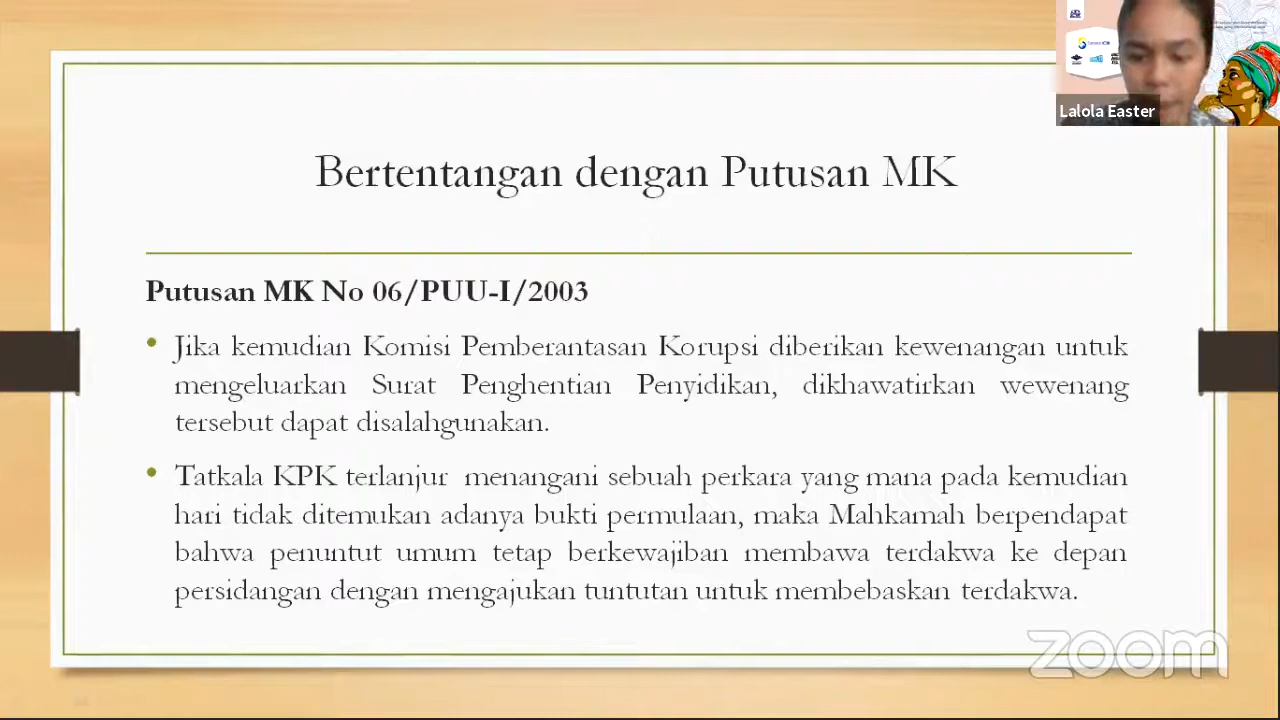 Lalola Easter
Bertentangan dengan Putusan MK
Putusan MK No 06/PUU-I/2003
• Jika kemudian Komisi Pemberantasan Korupsi diberikan kewenangan untuk
mengeluarkan Surat Penghentian Penyidikan, dikhawatirkan wewenang
tersebut dapat disalahgunakan.
• Tatkala KPK terlanjur menangani sebuah perkara yang mana pada kemudian
hari tidak ditemukan adanya bukti permulaan, maka Mahkamah berpendapat
bahwa penuntut umum tetap berkewajiban membawa terdakwa ke depan
persidangan dengan mengajukan tuntutan untuk membebaskan terdakwa.
zoom